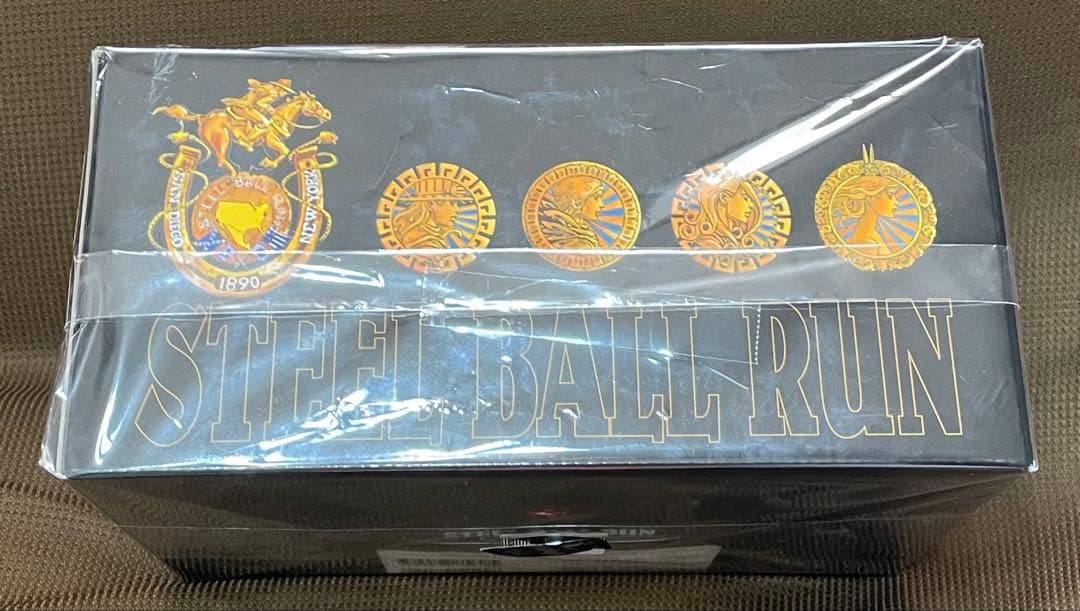 STEEL BALL RUN
SAN DIEGO
NEW YORK
1890
STEEL BALL RUN